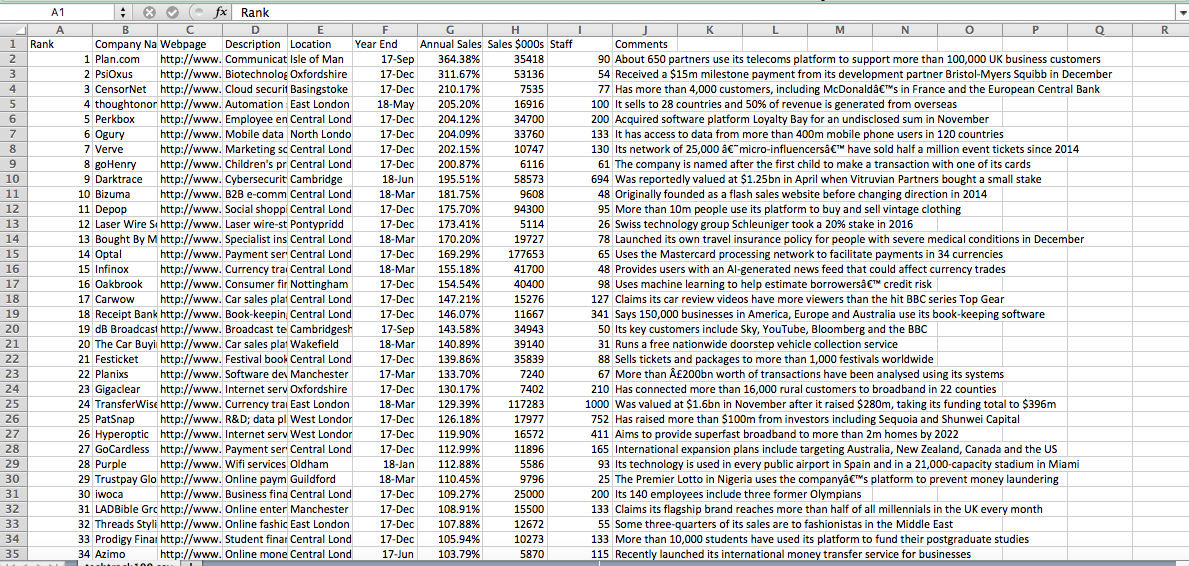 A1 fx Rank
A B C D E F G H I J K L M N O P Q R
1 Rank Company Na Webpage Description Location Year End Annual Sales Sales $000s Staff Comments
2 1 Plan.com http://www. Communicat Isle of Man 17-Sep 364.38% 35418 90 About 650 partners use its telecoms platform to support more than 100,000 UK business customers
3 2 PsiOxus http://www. Biotechnolog Oxfordshire 17-Dec 311.67% 53136 54 Received a $15m milestone payment from its development partner Bristol-Myers Squibb in December
4 3 CensorNet http://www. Cloud securit Basingstoke 17-Dec 210.17% 7535 77 Has more than 4,000 customers, including McDonaldâ€™s in France and the European Central Bank
5 4 thoughtonor http://www. Automation East London 18-May 205.20% 16916 100 It sells to 28 countries and 50% of revenue is generated from overseas
6 5 Perkbox http://www. Employee en Central Lond 17-Dec 204.12% 34700 200 Acquired software platform Loyalty Bay for an undisclosed sum in November
7 6 Ogury http://www. Mobile data North Londo 17-Dec 204.09% 33760 133 It has access to data from more than 400m mobile phone users in 120 countries
8 7 Verve http://www. Marketing so Central Lond 17-Dec 202.15% 10747 130 Its network of 25,000 â€˜micro-influencersâ€™ have sold half a million event tickets since 2014
9 8 goHenry http://www. Children's pr Central Lond 17-Dec 200.87% 6116 61 The company is named after the first child to make a transaction with one of its cards
10 9 Darktrace http://www. Cybersecurit Cambridge 18-Jun 195.51% 58573 694 Was reportedly valued at $1.25bn in April when Vitruvian Partners bought a small stake
11 10 Bizuma http://www. B2B e-comm Central Lond 18-Mar 181.75% 9608 48 Originally founded as a flash sales website before changing direction in 2014
12 11 Depop http://www. Social shopp Central Lond 17-Dec 175.70% 94300 95 More than 10m people use its platform to buy and sell vintage clothing
13 12 Laser Wire So http://www. Laser wire-st Pontypridd 17-Dec 173.41% 5114 26 Swiss technology group Schleuniger took a 20% stake in 2016
14 13 Bought By M http://www. Specialist ins Central Lond 18-Mar 170.20% 19727 78 Launched its own travel insurance policy for people with severe medical conditions in December
15 14 Optal http://www. Payment ser Central Lond 17-Dec 169.29% 177653 65 Uses the Mastercard processing network to facilitate payments in 34 currencies
16 15 Infinox http://www. Currency tra Central Lond 18-Mar 155.18% 41700 48 Provides users with an AI-generated news feed that could affect currency trades
17 16 Oakbrook http://www. Consumer fin Nottingham 17-Dec 154.54% 40400 98 Uses machine learning to help estimate borrowersâ€™ credit risk
18 17 Carwow http://www. Car sales plat Central Lond 17-Dec 147.21% 15276 127 Claims its car review videos have more viewers than the hit BBC series Top Gear
19 18 Receipt Bank http://www. Book-keepin Central Lond 17-Dec 146.07% 11667 341 Says 150,000 businesses in America, Europe and Australia use its book-keeping software
20 19 dB Broadcast http://www. Broadcast te Cambridgesh 17-Sep 143.58% 34943 50 Its key customers include Sky, YouTube, Bloomberg and the BBC
21 20 The Car Buyi http://www. Car sales plat Wakefield 18-Mar 140.89% 39140 31 Runs a free nationwide doorstep vehicle collection service
22 21 Festicket http://www. Festival book Central Lond 17-Dec 139.86% 35839 88 Sells tickets and packages to more than 1,000 festivals worldwide
23 22 Planixs http://www. Software dev Manchester 17-Mar 133.70% 7240 67 More than Â£200bn worth of transactions have been analysed using its systems
24 23 Gigaclear http://www. Internet serv Oxfordshire 17-Dec 130.17% 7402 210 Has connected more than 16,000 rural customers to broadband in 22 counties
25 24 TransferWise http://www. Currency tra East London 18-Mar 129.39% 117283 1000 Was valued at $1.6bn in November after it raised $280m, taking its funding total to $396m
26 25 PatSnap http://www. R&D; data pl West London 17-Dec 126.18% 17977 752 Has raised more than $100m from investors including Sequoia and Shunwei Capital
27 26 Hyperoptic http://www. Internet serv West London 17-Dec 119.90% 16572 411 Aims to provide superfast broadband to more than 2m homes by 2022
28 27 GoCardless http://www. Payment ser Central Lond 17-Dec 112.99% 11896 165 International expansion plans include targeting Australia, New Zealand, Canada and the US
29 28 Purple http://www. Wifi services Oldham 18-Jan 112.88% 5586 93 Its technology is used in every public airport in Spain and in a 21,000-capacity stadium in Miami
30 29 Trustpay Glo http://www. Online paym Guildford 18-Mar 110.45% 9796 25 The Premier Lotto in Nigeria uses the companyâ€™s platform to prevent money laundering
31 30 iwoca http://www. Business fina Central Lond 17-Dec 109.27% 25000 200 Its 140 employees include three former Olympians
32 31 LADBible Gro http://www. Online enter Manchester 17-Dec 108.91% 15500 133 Claims its flagship brand reaches more than half of all millennials in the UK every month
33 32 Threads Styli http://www. Online fashic East London 17-Dec 107.88% 12672 55 Some three-quarters of its sales are to fashionistas in the Middle East
34 33 Prodigy Finan http://www. Student finan Central Lond 17-Dec 105.94% 10273 133 More than 10,000 students have used its platform to fund their postgraduate studies
35 34 Azimo http://www. Online mone Central Lond 17-Jun 103.79% 5870 115 Recently launched its international money transfer service for businesses